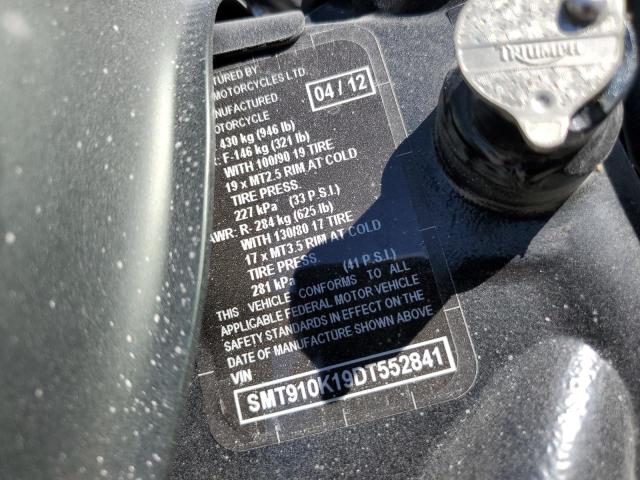 TRIUMPH
TURED BY
MOTORCYCLES LTD.
NUFACTURED 04 / 12
OTORCYCLE
: 430 kg (946 lb)
: F-146 kg (321 lb)
WITH 100/90 19 TIRE
19 x MT2.5 RIM AT COLD
TIRE PRESS.
227 kPa (33 P.S.I.)
AWR: R- 284 kg (625 lb)
WITH 130/80 17 TIRE
17 x MT3.5 RIM AT COLD
TIRE PRESS.
281 kPa (41 P.S.I.)
THIS VEHICLE CONFORMS TO ALL
APPLICABLE FEDERAL MOTOR VEHICLE
SAFETY STANDARDS IN EFFECT ON THE
DATE OF MANUFACTURE SHOWN ABOVE
VIN
SMT910K19DT552841